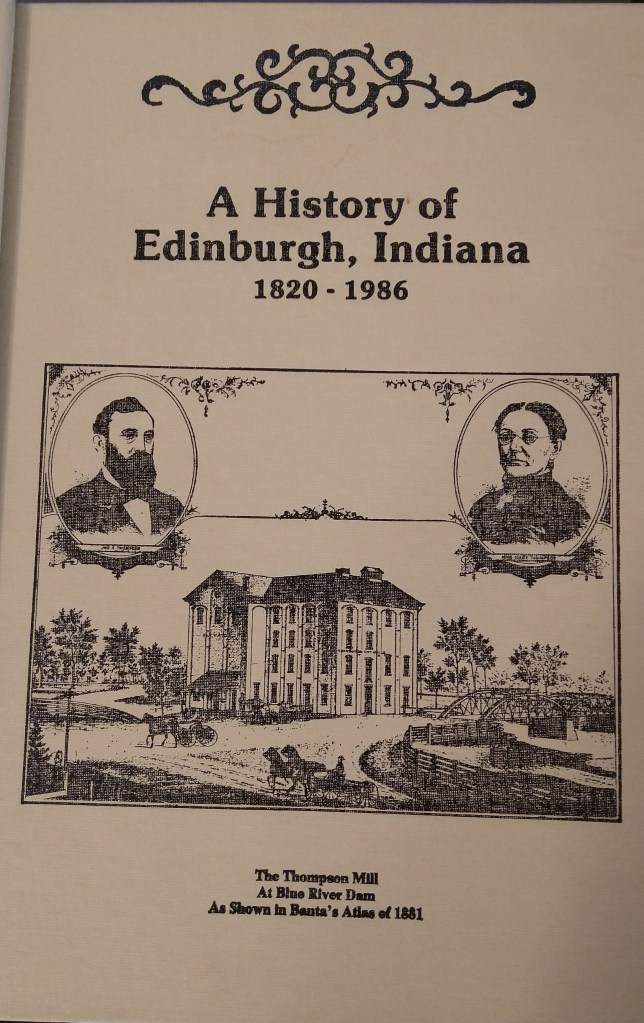 A History of
Edinburgh, Indiana
1820 - 1986
The Thompson Mill
At Blue River Dam
As Shown in Banta's Atlas of 1881